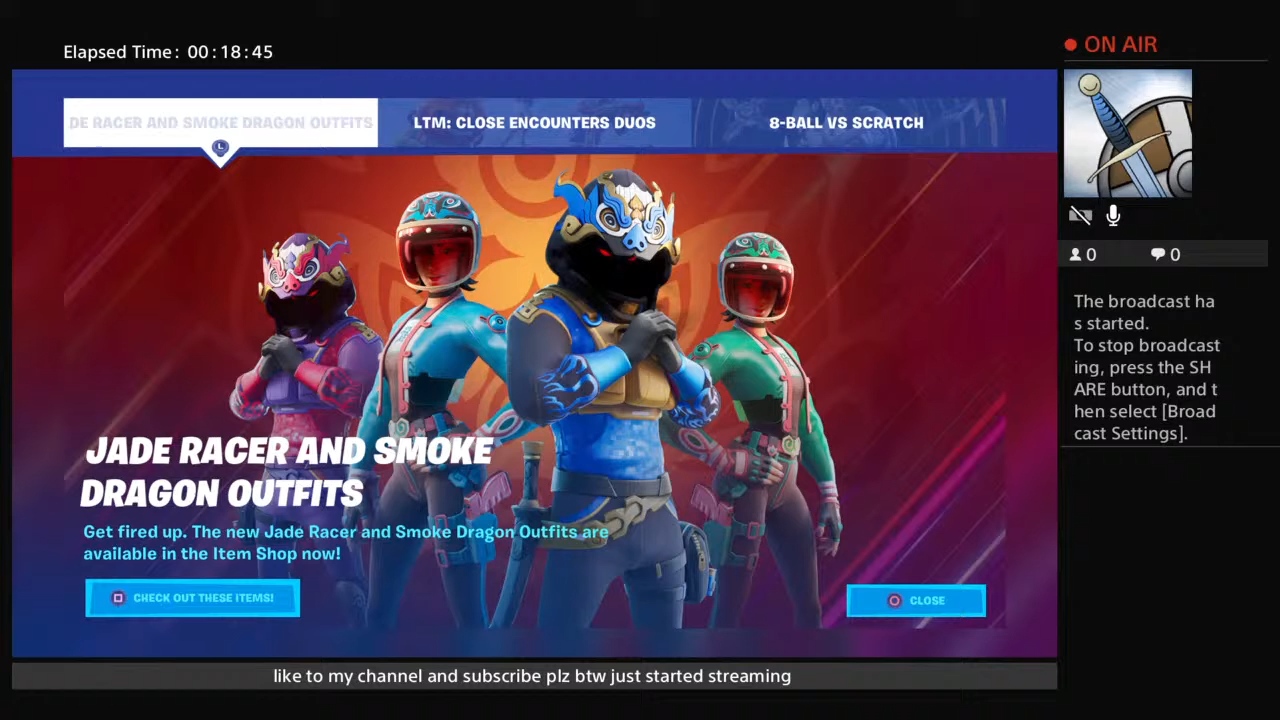 Elapsed Time: 00:18:45
ON AIR
DE RACER AND SMOKE DRAGON OUTFITS
LTM: CLOSE ENCOUNTERS DUOS
8-BALL VS SCRATCH
L
0
0
The broadcast ha
s started.
To stop broadcast
ing, press the SH
ARE button, and t
hen select [Broad
cast Settings].
JADE RACER AND SMOKE
DRAGON OUTFITS
Get fired up. The new Jade Racer and Smoke Dragon Outfits are
available in the Item Shop now!
CHECK OUT THESE ITEMS!
CLOSE
like to my channel and subscribe plz btw just started streaming